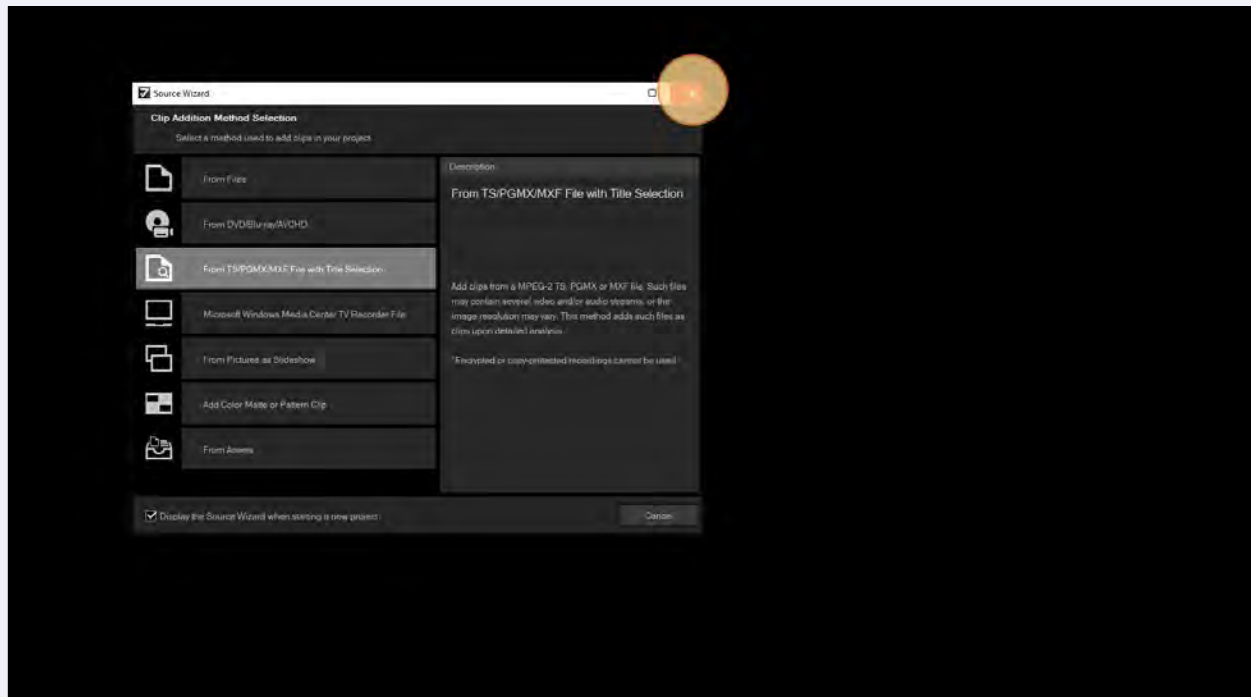 Source Wizard
Clip Addition Method Selection
Select a method used to add clips in your project
From Files
From DVD/Blu-ray/AVCHD
From TS/PGMX/MXF File with Title Selection
Microsoft Windows Media Center TV Recorder File
From Pictures as Slideshow
Add Color Matte or Pattern Clip
From Assets
Description
From TS/PGMX/MXF File with Title Selection
Add clips from a MPEG-2 TS, PGMX or MXF file. Such files
may contain several video and/or audio streams, or the
image resolution may vary. This method adds such files as
clips upon detailed analysis.
*Encrypted or copy-protected recordings cannot be used.
Display the Source Wizard when starting a new project
Cancel